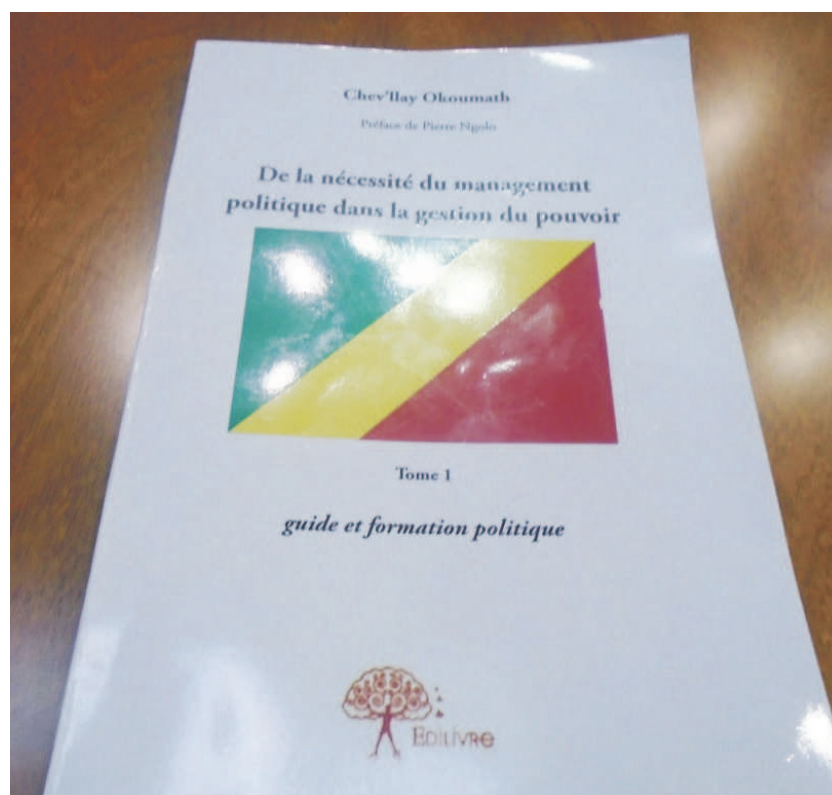 Chev'llay Okoumath
Préface de Pierre Ngolo
De la nécessité du management
politique dans la gestion du pouvoir
Tome 1
guide et formation politique
EDILIVRE